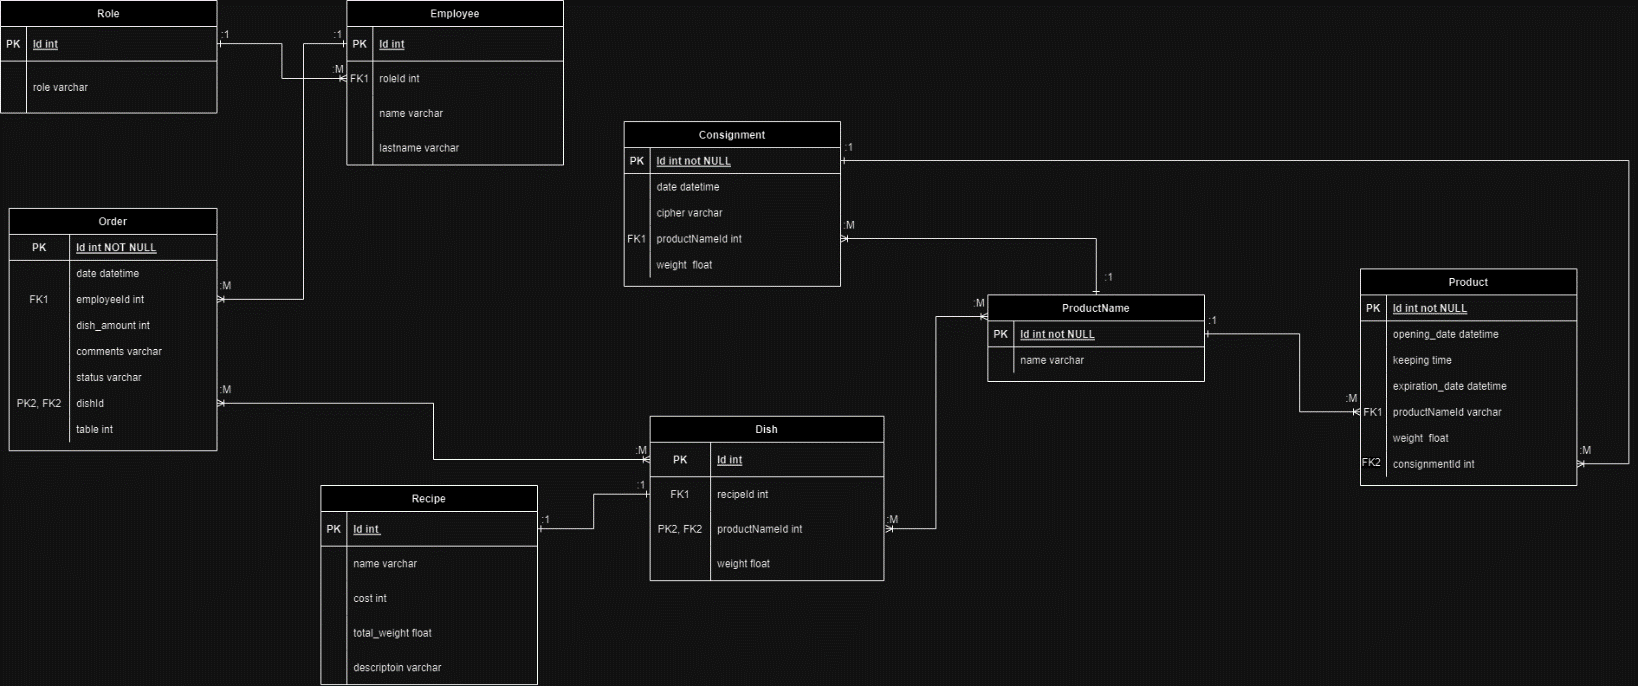 Role
PK Id int
role varchar
:1
Employee
PK Id int
FK1 roleId int
name varchar
lastname varchar
:1
:M
Consignment
PK Id int not NULL
date datetime
cipher varchar
FK1 productNameId int
weight float
:1
:M
:1
Order
PK Id int NOT NULL
date datetime
FK1 employeeId int
dish_amount int
comments varchar
status varchar
PK2, FK2 dishId
table int
:M
:M
ProductName
PK Id int not NULL
name varchar
:M
:1
Product
PK Id int not NULL
opening_date datetime
keeping time
expiration_date datetime
FK1 productNameId varchar
weight float
FK2 consignmentId int
:M
:M
Dish
PK Id int
FK1 recipeId int
PK2, FK2 productNameId int
weight float
:M
:1
:M
Recipe
PK Id int
name varchar
cost int
total_weight float
descriptoin varchar
:1